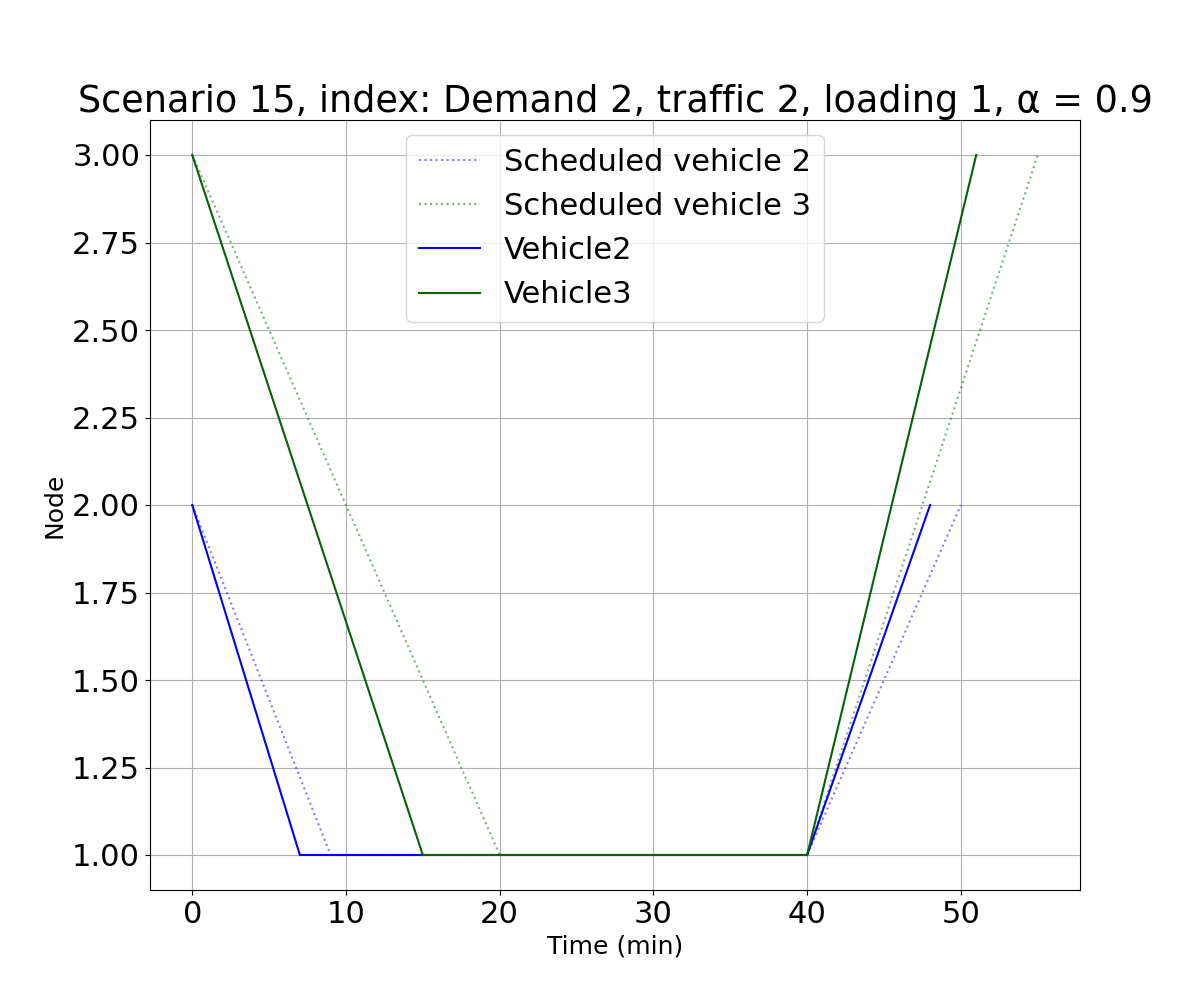 Scenario 15, index: Demand 2, traffic 2, loading 1, α = 0.9
Scheduled vehicle 2
Scheduled vehicle 3
Vehicle2
Vehicle3
3.00
2.75
2.50
2.25
2.00
1.75
1.50
1.25
1.00
Node
0 10 20 30 40 50
Time (min)